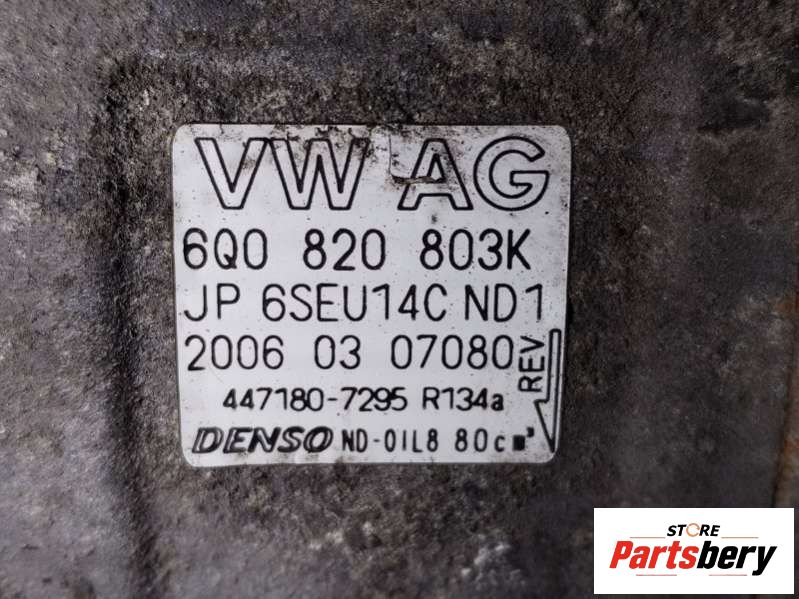 VW AG
6Q0 820 803K
JP 6SEU14C ND1
2006 03 07080
REV
447180-7295 R134a
DENSO ND-OIL8 80cm³
STORE
Partsbery